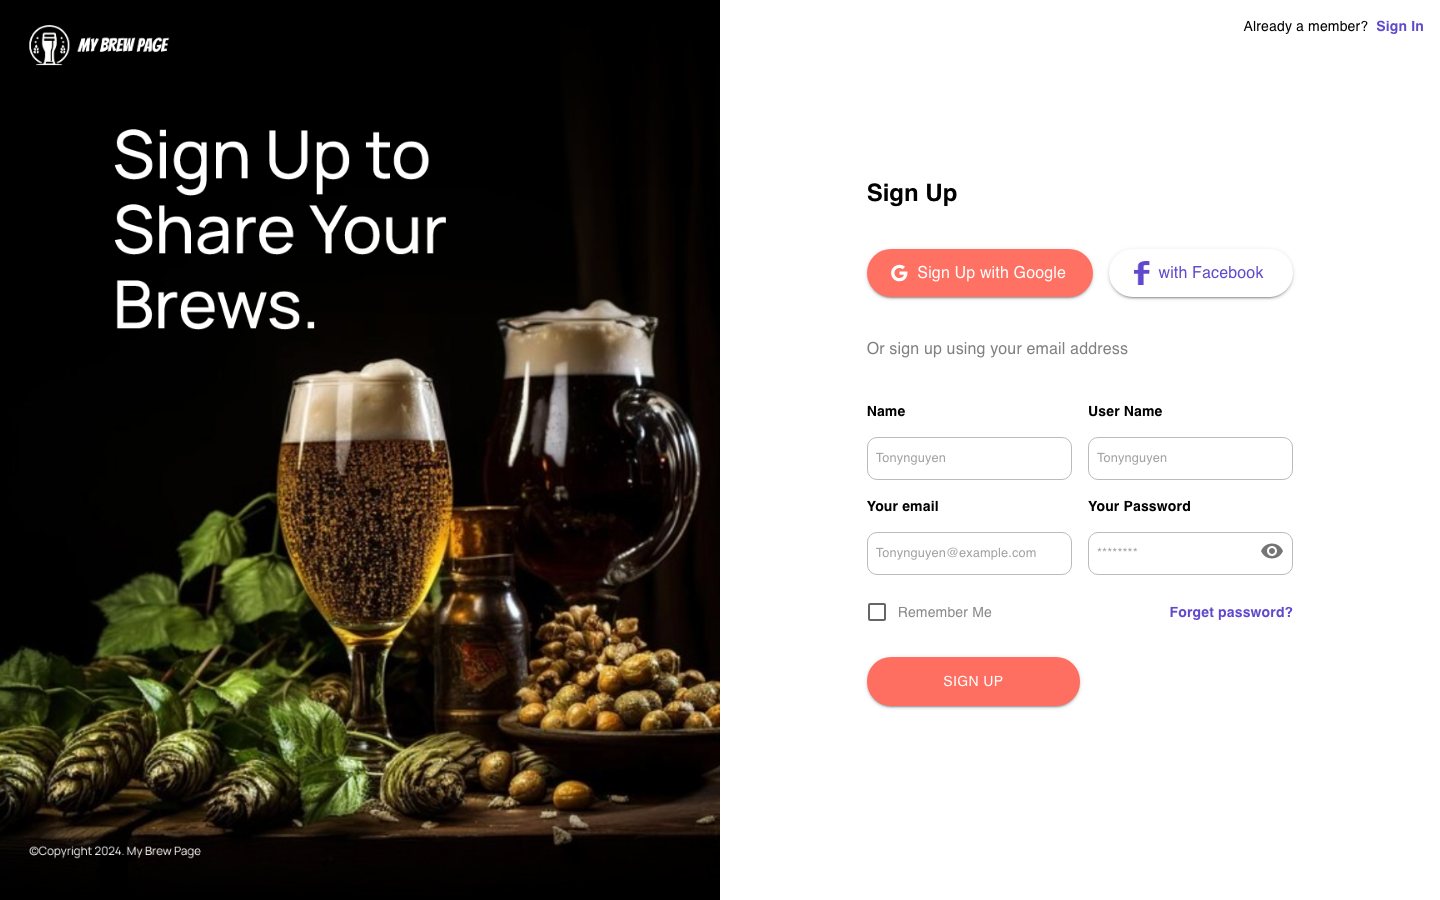 MY BREW PAGE
Sign Up to
Share Your
Brews.
©Copyright 2024. My Brew Page
Already a member? Sign In
Sign Up
G Sign Up with Google
f with Facebook
Or sign up using your email address
Name
User Name
Tonynguyen
Tonynguyen
Your email
Your Password
Tonynguyen@example.com
********
Remember Me
Forget password?
SIGN UP